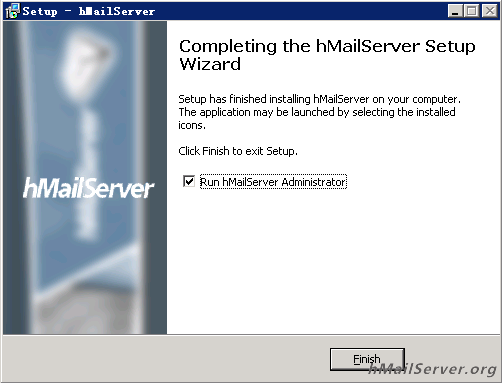 Setup - hMailServer
Completing the hMailServer Setup
Wizard
Setup has finished installing hMailServer on your computer.
The application may be launched by selecting the installed
icons.
Click Finish to exit Setup.
hMailServer
Run hMailServer Administrator
Finish
hMailServer.org